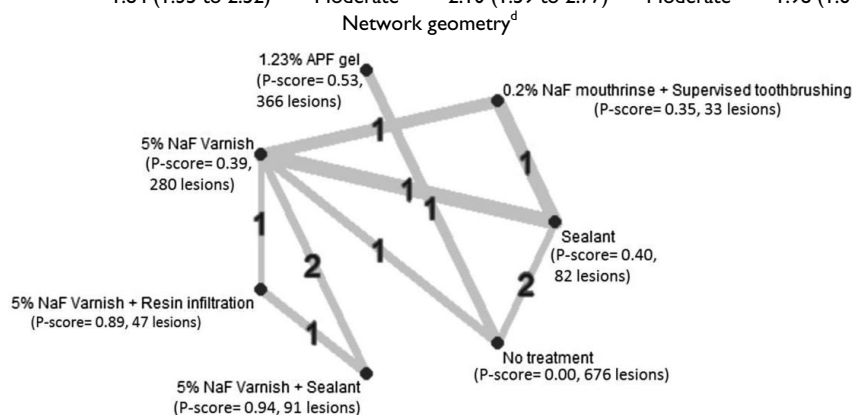 Moderate Moderate
Network geometryd
1.23% APF gel
(P-score= 0.53,
366 lesions)
0.2% NaF mouthrinse + Supervised toothbrushing
(P-score= 0.35, 33 lesions)
1
5% NaF Varnish
(P-score= 0.39,
280 lesions)
1
1
1
1
1
2
Sealant
(P-score= 0.40,
82 lesions)
2
5% NaF Varnish + Resin infiltration
(P-score= 0.89, 47 lesions)
1
No treatment
(P-score= 0.00, 676 lesions)
5% NaF Varnish + Sealant
(P-score= 0.94, 91 lesions)